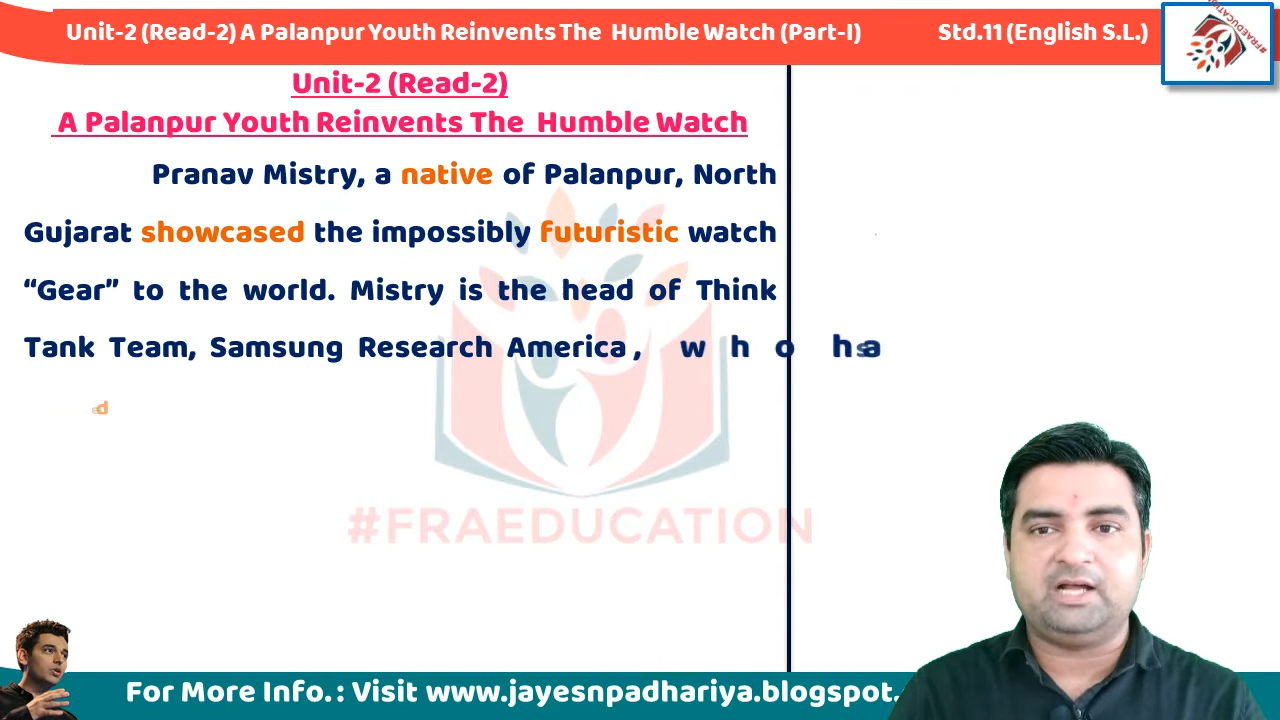 Unit-2 (Read-2) A Palanpur Youth Reinvents The Humble Watch (Part-I) Std.11 (English S.L.)
#FRAEDUCATION
Unit-2 (Read-2)
A Palanpur Youth Reinvents The Humble Watch
Pranav Mistry, a native of Palanpur, North
Gujarat showcased the impossibly futuristic watch
“Gear” to the world. Mistry is the head of Think
Tank Team, Samsung Research America, who has
#FRAEDUCATION
For More Info. : Visit www.jayesnpadhariya.blogspot.